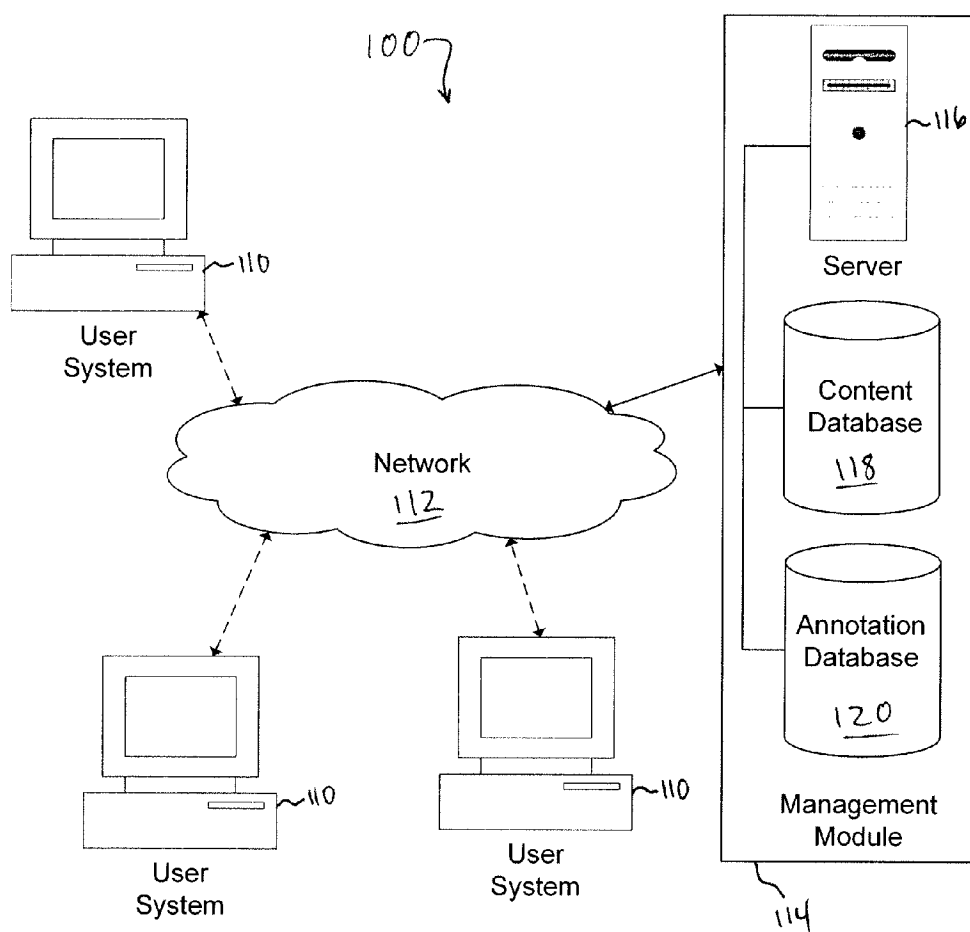 100
116
Server
110
User
System
Content
Database
118
Network
112
Annotation
Database
120
110
User
System
110
User
System
Management
Module
114